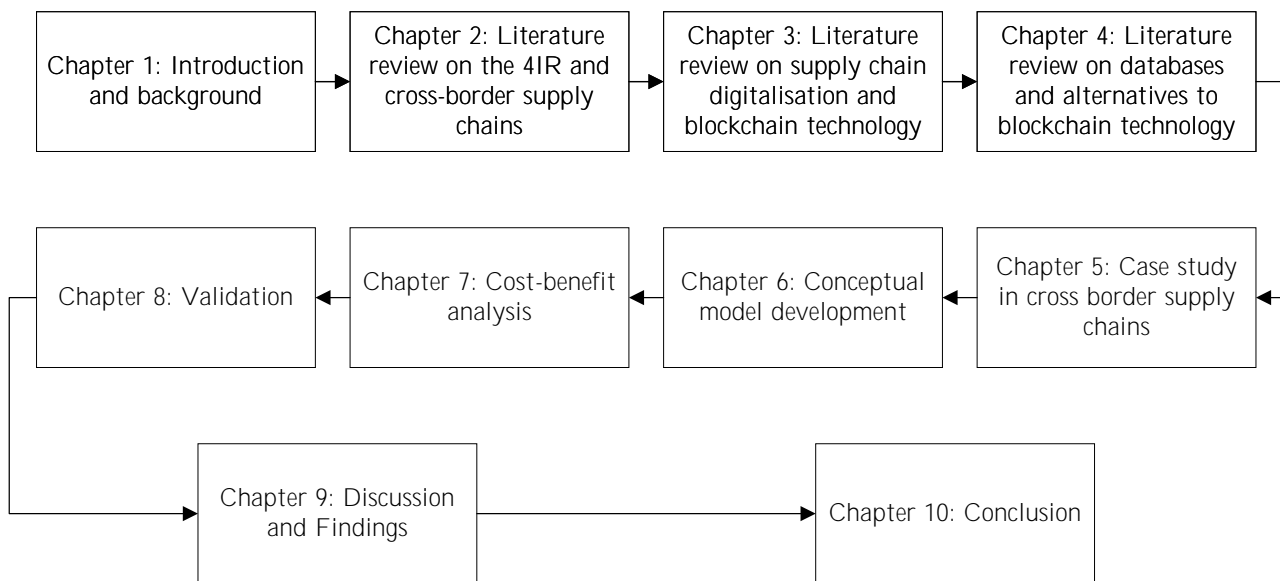 Chapter 1: Introduction
and background
Chapter 2: Literature
review on the 4IR and
cross-border supply
chains
Chapter 3: Literature
review on supply chain
digitalisation and
blockchain technology
Chapter 4: Literature
review on databases
and alternatives to
blockchain technology
Chapter 5: Case study
in cross border supply
chains
Chapter 6: Conceptual
model development
Chapter 7: Cost-benefit
analysis
Chapter 8: Validation
Chapter 9: Discussion
and Findings
Chapter 10: Conclusion